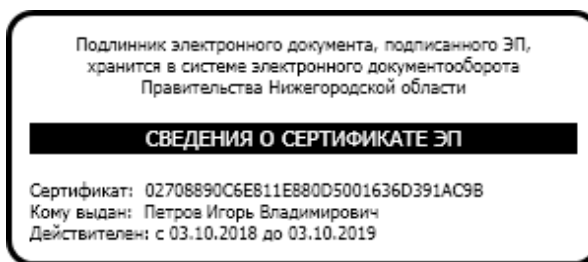 Подлинник электронного документа, подписанного ЭП,
хранится в системе электронного документооборота
Правительства Нижегородской области
СВЕДЕНИЯ О СЕРТИФИКАТЕ ЭП
Сертификат: 02708890C6E811E880D5001636D391AC9B
Кому выдан: Петров Игорь Владимирович
Действителен: с 03.10.2018 до 03.10.2019